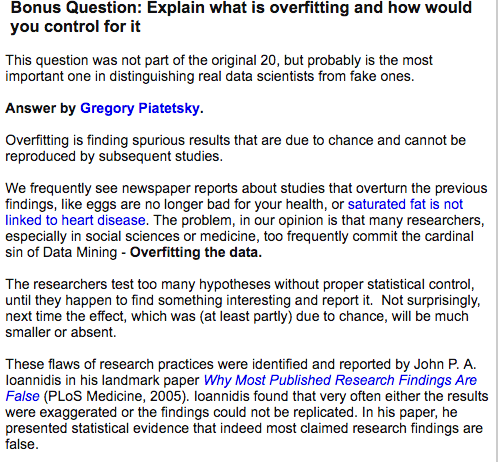 Bonus Question: Explain what is overfitting and how would
you control for it
This question was not part of the original 20, but probably is the most
important one in distinguishing real data scientists from fake ones.
Answer by Gregory Piatetsky.
Overfitting is finding spurious results that are due to chance and cannot be
reproduced by subsequent studies.
We frequently see newspaper reports about studies that overturn the previous
findings, like eggs are no longer bad for your health, or saturated fat is not
linked to heart disease. The problem, in our opinion is that many researchers,
especially in social sciences or medicine, too frequently commit the cardinal
sin of Data Mining - Overfitting the data.
The researchers test too many hypotheses without proper statistical control,
until they happen to find something interesting and report it.  Not surprisingly,
next time the effect, which was (at least partly) due to chance, will be much
smaller or absent.
These flaws of research practices were identified and reported by John P. A.
Ioannidis in his landmark paper Why Most Published Research Findings Are
False (PLoS Medicine, 2005). Ioannidis found that very often either the results
were exaggerated or the findings could not be replicated. In his paper, he
presented statistical evidence that indeed most claimed research findings are
false.